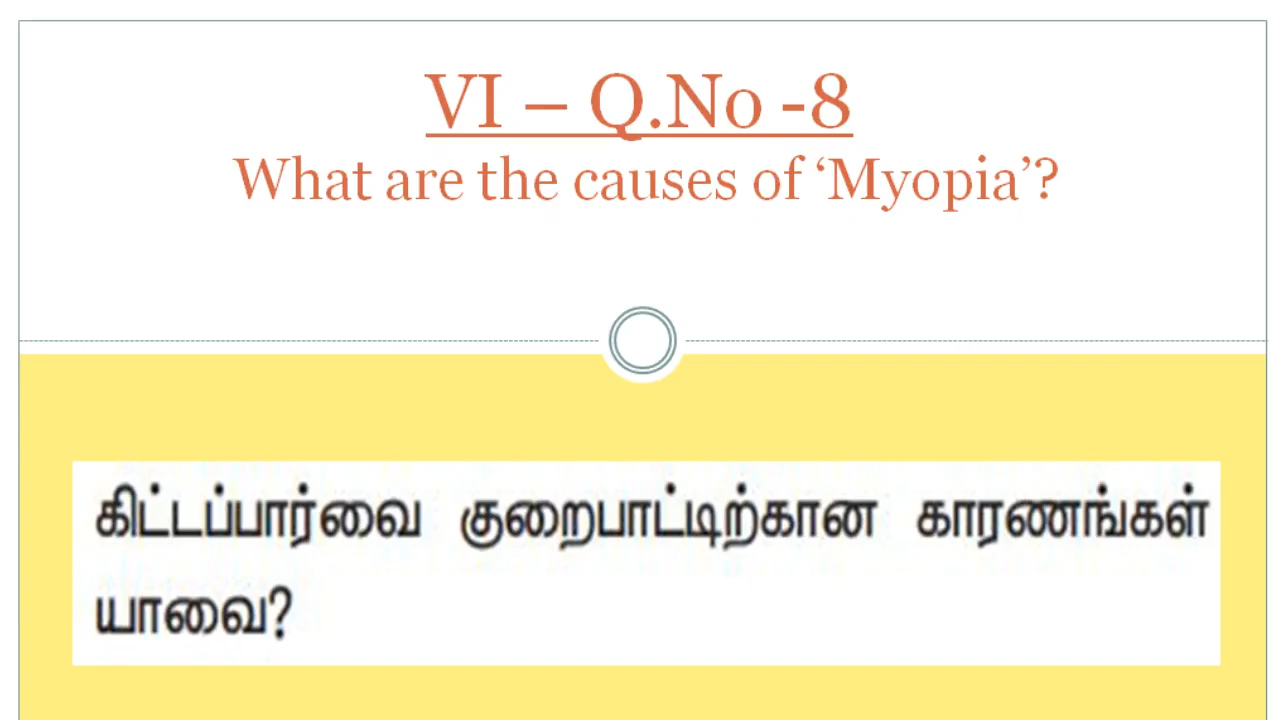 VI – Q.No -8
What are the causes of ‘Myopia’?
கிட்டப்பார்வை குறைபாட்டிற்கான காரணங்கள்
யாவை?